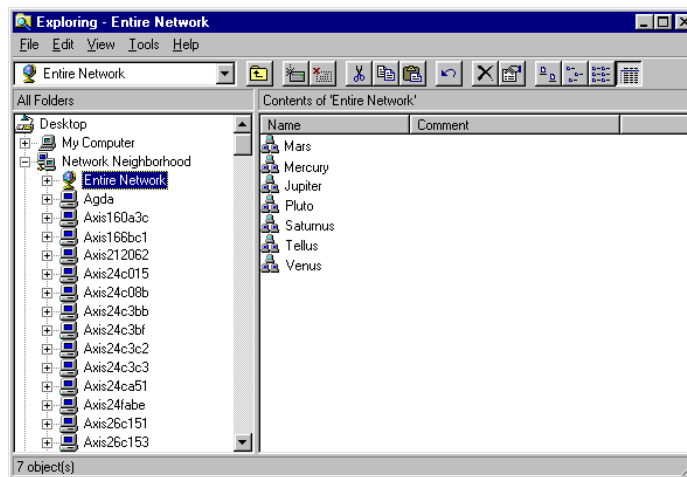 Exploring - Entire Network
File Edit View Tools Help
Entire Network
All Folders
Contents of 'Entire Network'
Desktop
My Computer
Network Neighborhood
Entire Network
Agda
Axis160a3c
Axis166bc1
Axis212062
Axis24c015
Axis24c08b
Axis24c3bb
Axis24c3bf
Axis24c3c2
Axis24c3c3
Axis24ca51
Axis24fabe
Axis26c151
Axis26c153
Name Comment
Mars
Mercury
Jupiter
Pluto
Saturnus
Tellus
Venus
7 object(s)